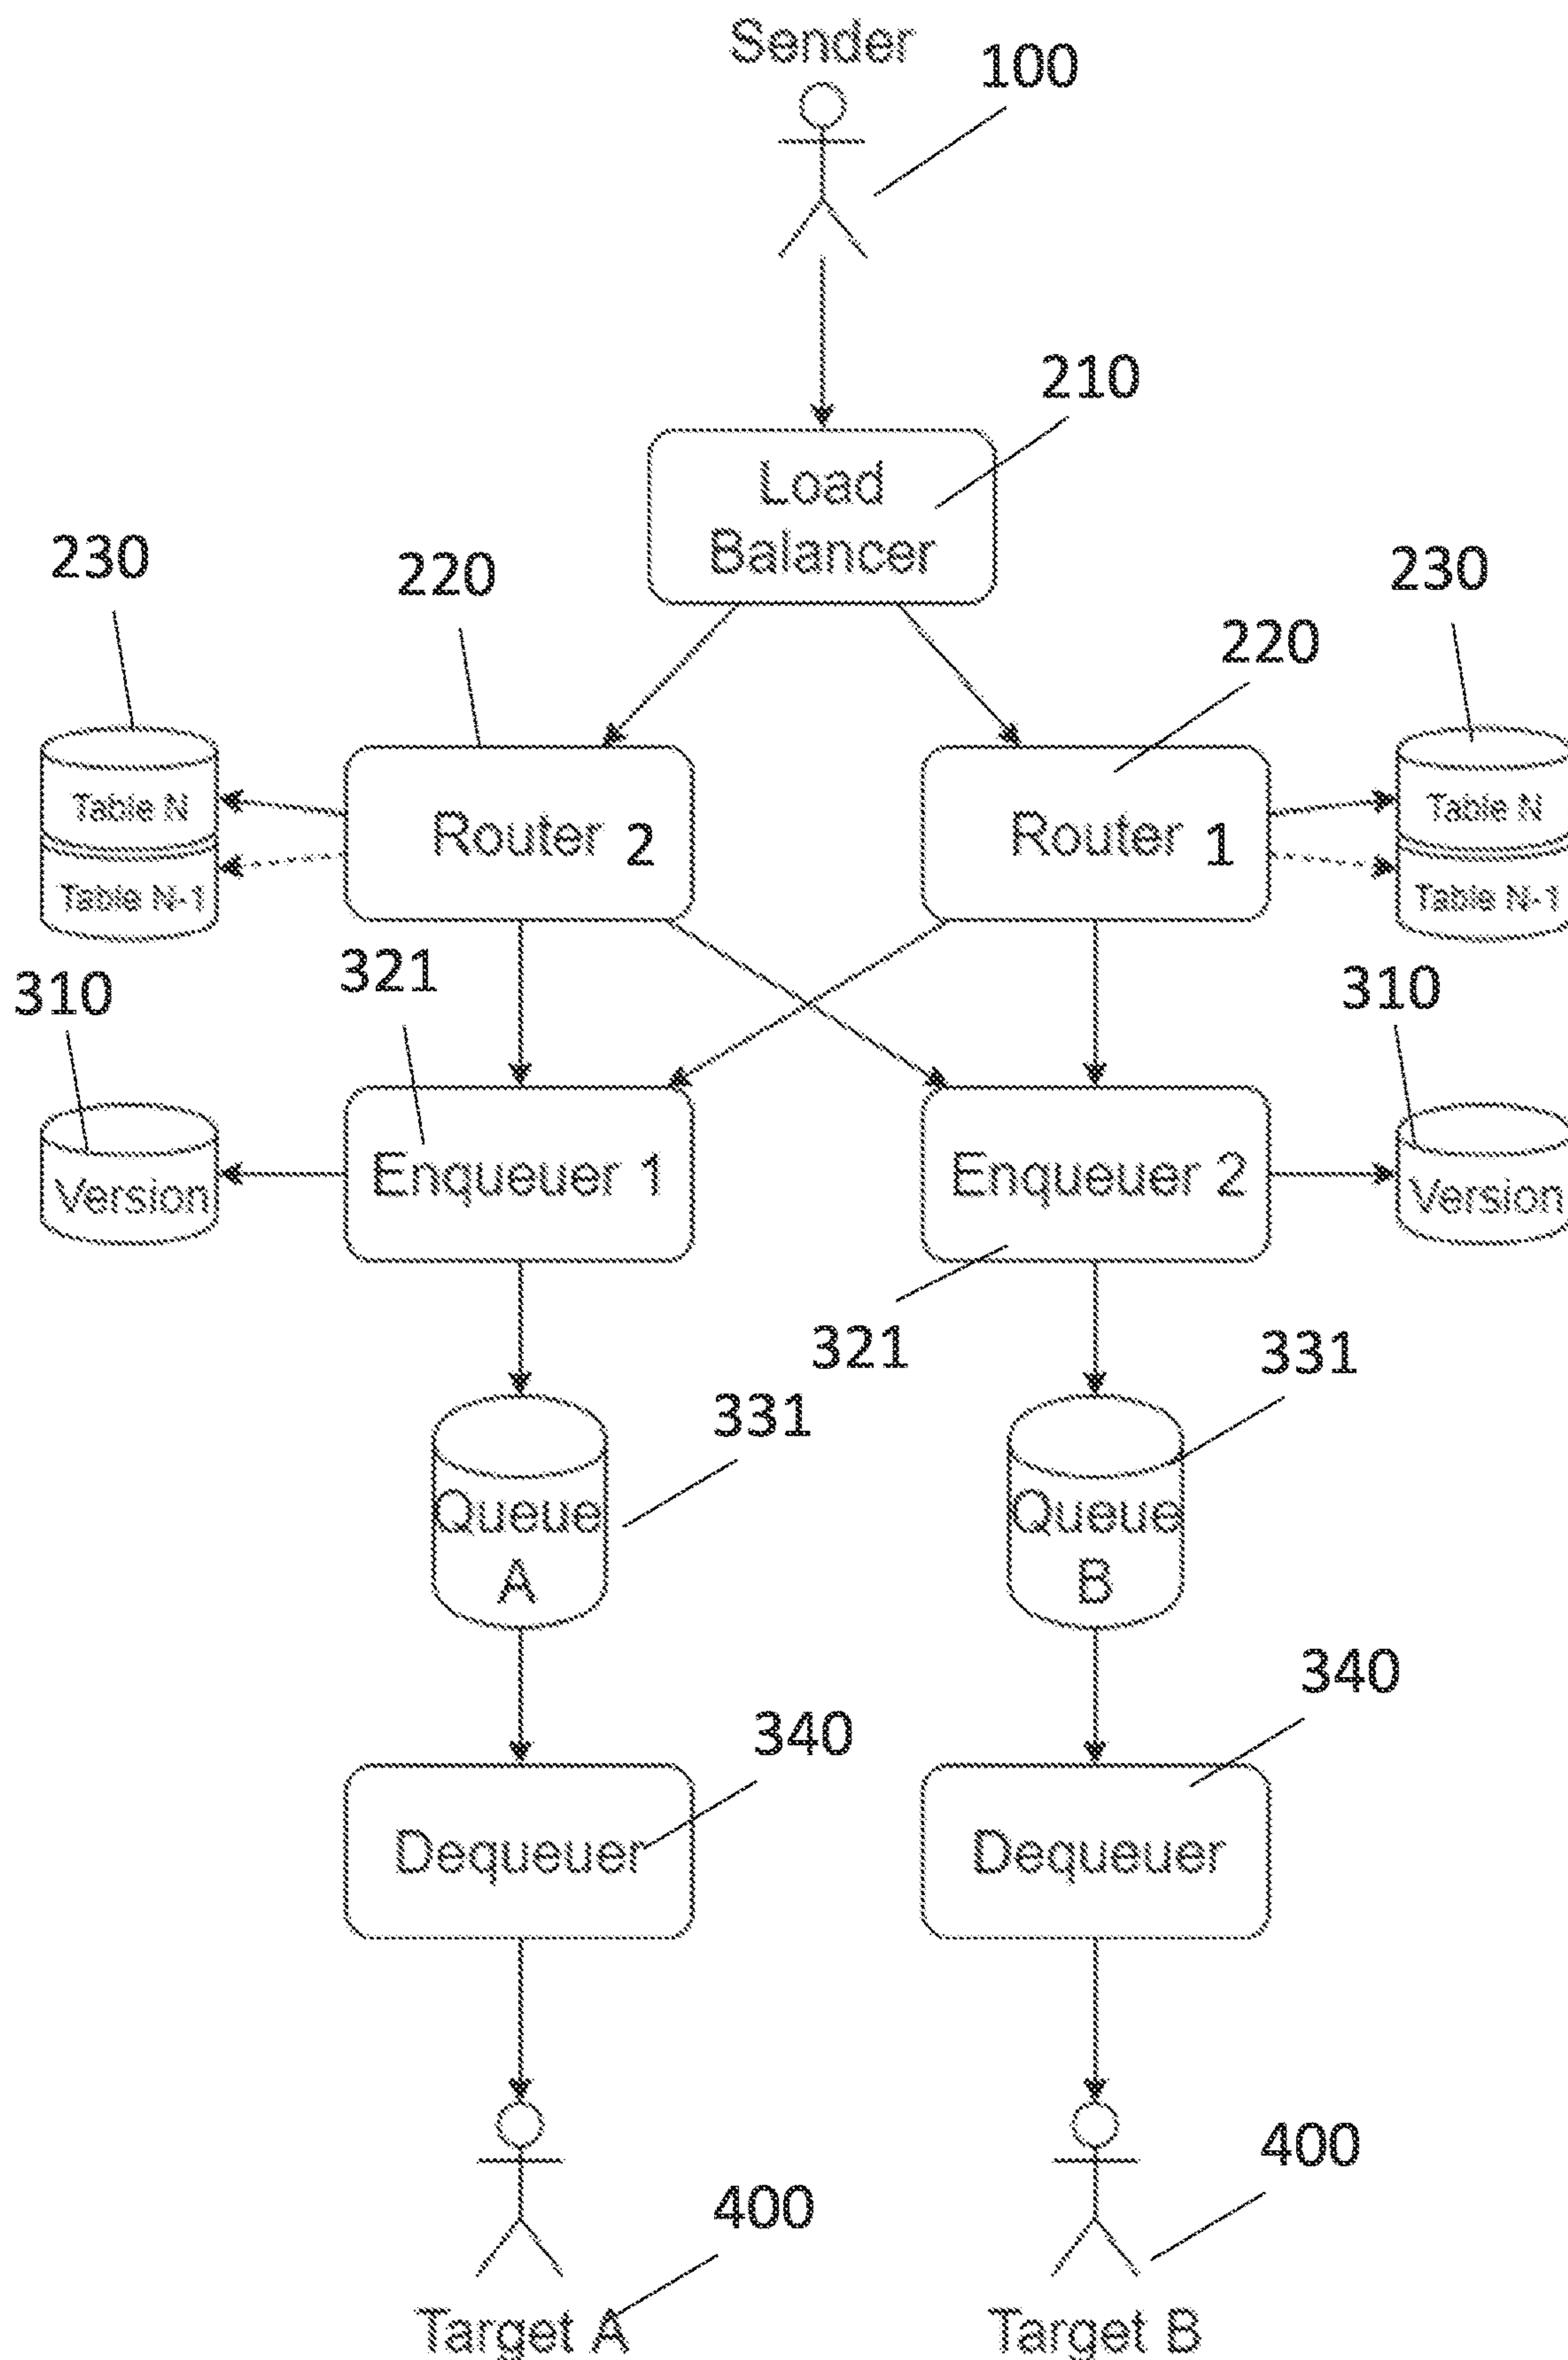 Sender
100
210
Load
Balancer
230
220
230
220
Table N
Table N-1
Router 2
Router 1
Table N
Table N-1
310
321
310
Version
Enqueuer 1
Enqueuer 2
Version
321
331
331
Queue
A
Queue
B
340
340
Dequeuer
Dequeuer
400
400
Target A
Target B